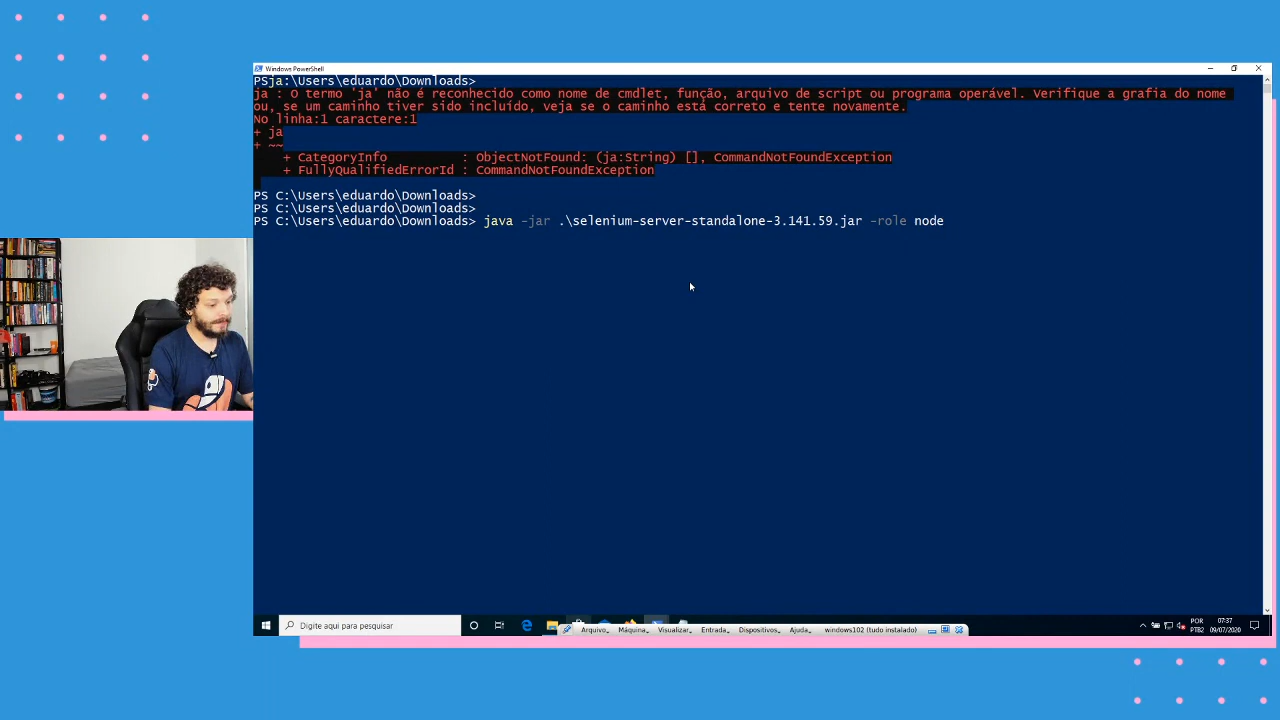 Windows PowerShell
PSja:\Users\eduardo\Downloads>
ja : O termo 'ja' não é reconhecido como nome de cmdlet, função, arquivo de script ou programa operável. Verifique a grafia do nome
ou, se um caminho tiver sido incluído, veja se o caminho está correto e tente novamente.
No linha:1 caractere:1
+ ja
+ ~~
+ CategoryInfo : ObjectNotFound: (ja:String) [], CommandNotFoundException
+ FullyQualifiedErrorId : CommandNotFoundException
PS C:\Users\eduardo\Downloads>
PS C:\Users\eduardo\Downloads>
PS C:\Users\eduardo\Downloads> java -jar .\selenium-server-standalone-3.141.59.jar -role node
Digite aqui para pesquisar
Arquivo Máquina Visualizar Entrada Dispositivos Ajuda windows102 (tudo instalado)
POR 07:37
PTB2 09/07/2020